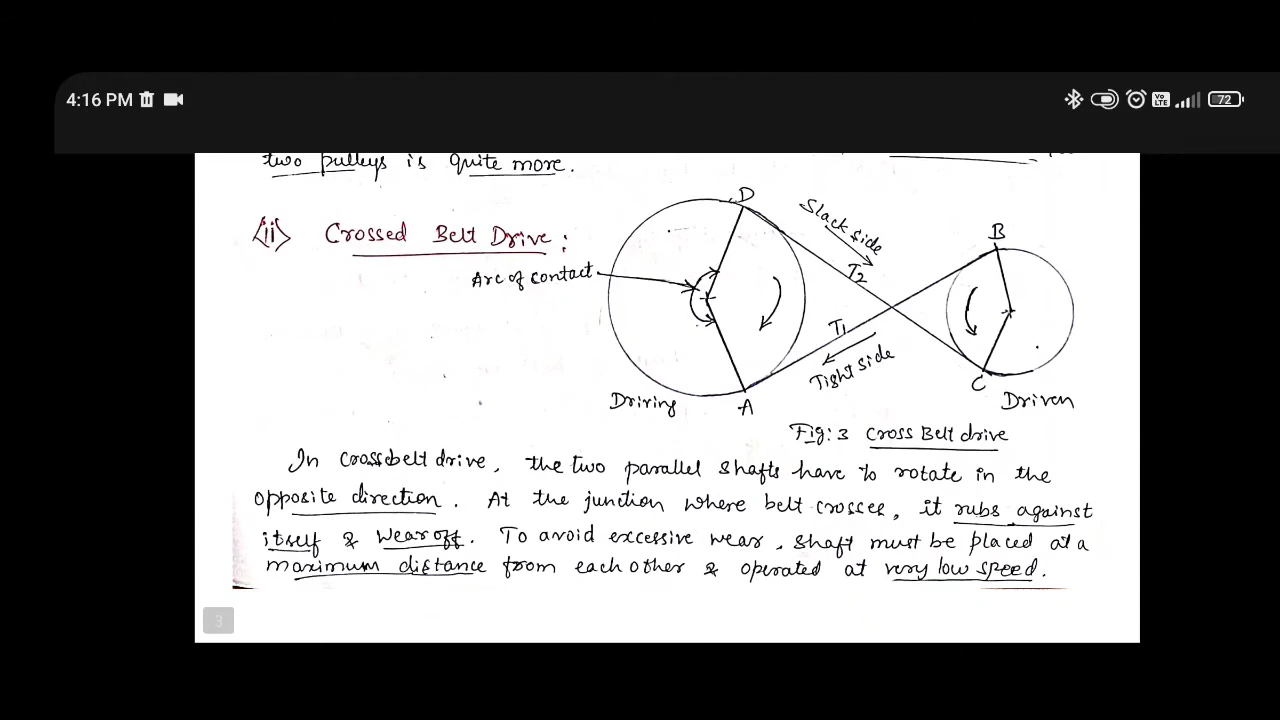 4:16 PM
Vo LTE
72
two pulleys is quite more.
(ii) Crossed Belt Drive:
Arc of contact
D
Slack side
T2
B
T1
Tight side
Driving
A
C
Driven
Fig: 3 Cross Belt drive
In crossbelt drive, the two parallel shafts have to rotate in the
opposite direction. At the junction where belt crosses, it rubs against
itself & wear off. To avoid excessive wear, shaft must be placed at a
maximum distance from each other & operated at very low speed.
3